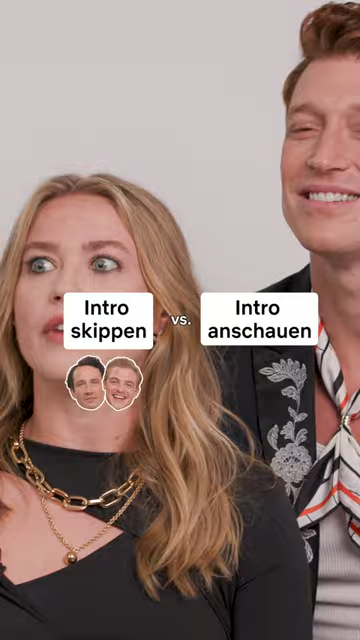 Intro
skippen
vs.
Intro
anschauen